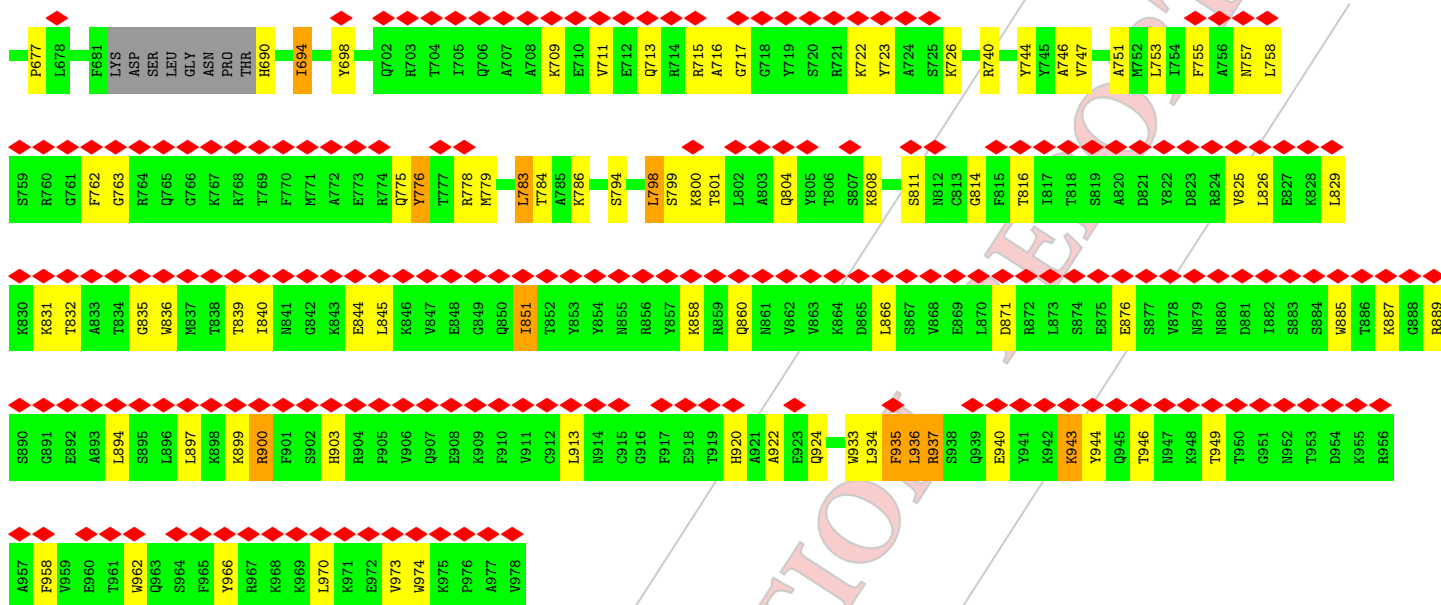 P677 L678 F681 LYS ASP SER LEU GLY ASN PRO THR H690 I694 Y698 Q702 R703 T704 I705 Q706 A707 A708 K709 E710 V711 E712 Q713 R714 R715 A716 G717 G718 Y719 S720 R721 K722 Y723 A724 S725 K726 R740 Y744 Y745 A746 V747 A751 M752 L753 I754 F755 A756 N757 L758
S759 R760 G761 F762 G763 R764 Q765 G766 K767 R768 T769 F770 M771 A772 E773 R774 Q775 Y776 T777 R778 M779 L783 T784 A785 K786 S794 L798 S799 K800 T801 L802 A803 Q804 Y805 T806 S807 K808 S811 N812 C813 G814 F815 T816 I817 T818 S819 A820 D821 Y822 D823 R824 V825 L826 E827 K828 L829
K830 K831 T832 A833 T834 G835 W836 M837 T838 T839 I840 N841 G842 K843 E844 L845 K846 V847 E848 G849 Q850 I851 T852 Y853 Y854 N855 R856 Y857 K858 R859 Q860 N861 V862 V863 K864 D865 L866 S867 V868 E869 L870 D871 R872 L873 S874 E875 E876 S877 V878 N879 N880 D881 I882 S883 S884 W885 T886 K887 G888 R889
S890 G891 E892 A893 L894 S895 L896 L897 K898 K899 R900 F901 S902 H903 R904 P905 V906 Q907 E908 K909 F910 V911 C912 L913 N914 C915 G916 F917 E918 T919 H920 A921 A922 E923 Q924 W933 L934 F935 L936 R937 S938 Q939 E940 Y941 K942 K943 Y944 Q945 T946 N947 K948 T949 T950 G951 N952 T953 D954 K955 R956
A957 F958 V959 E960 T961 W962 Q963 S964 F965 Y966 R967 K968 K969 L970 K971 E972 V973 W974 K975 P976 A977 V978